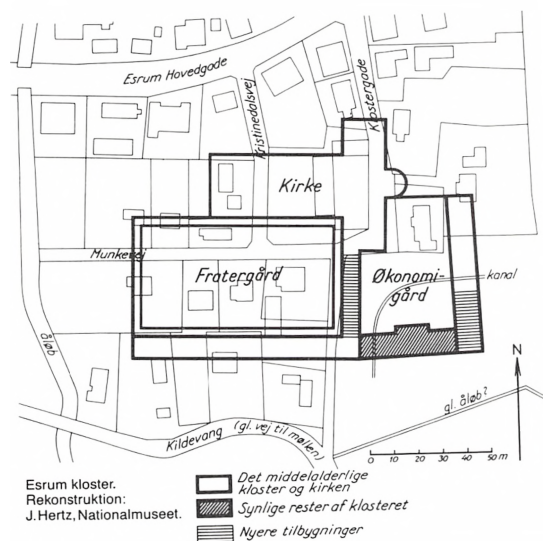 Esrum Hovedgade
Kristinedalsvej
Klostergade
Kirke
Munkevej
Fratergård
Økonomi-
gård
kanal
åløb
N
gl. åløb?
Kildevang (gl. vej til møllen)
0 10 20 30 40 50 m
Esrum kloster.
Rekonstruktion:
J. Hertz, Nationalmuseet.
Det middelalderlige
kloster og kirken
Synlige rester af klosteret
Nyere tilbygninger